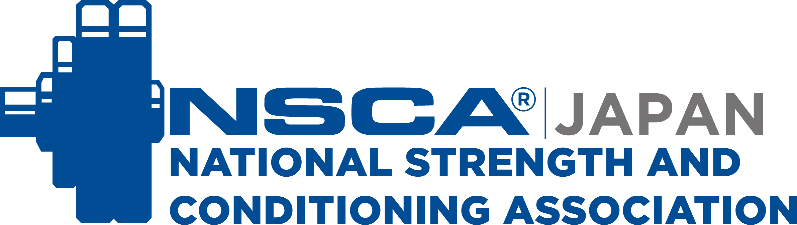 NSCA® JAPAN
NATIONAL STRENGTH AND
CONDITIONING ASSOCIATION